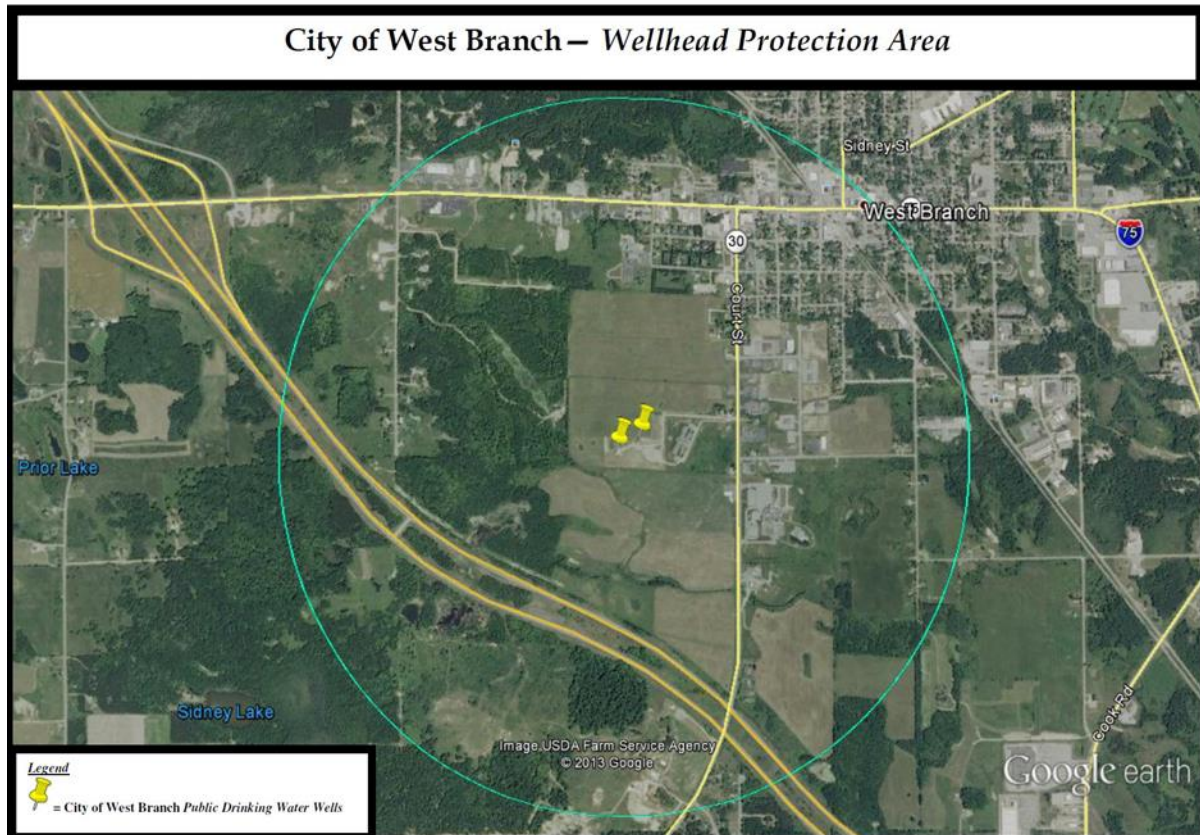 City of West Branch— Wellhead Protection Area
Sidney St
West Branch
75
30
Court St
Prior Lake
Sidney Lake
Cook Rd
Image USDA Farm Service Agency
© 2013 Google
Google earth
Legend
= City of West Branch Public Drinking Water Wells